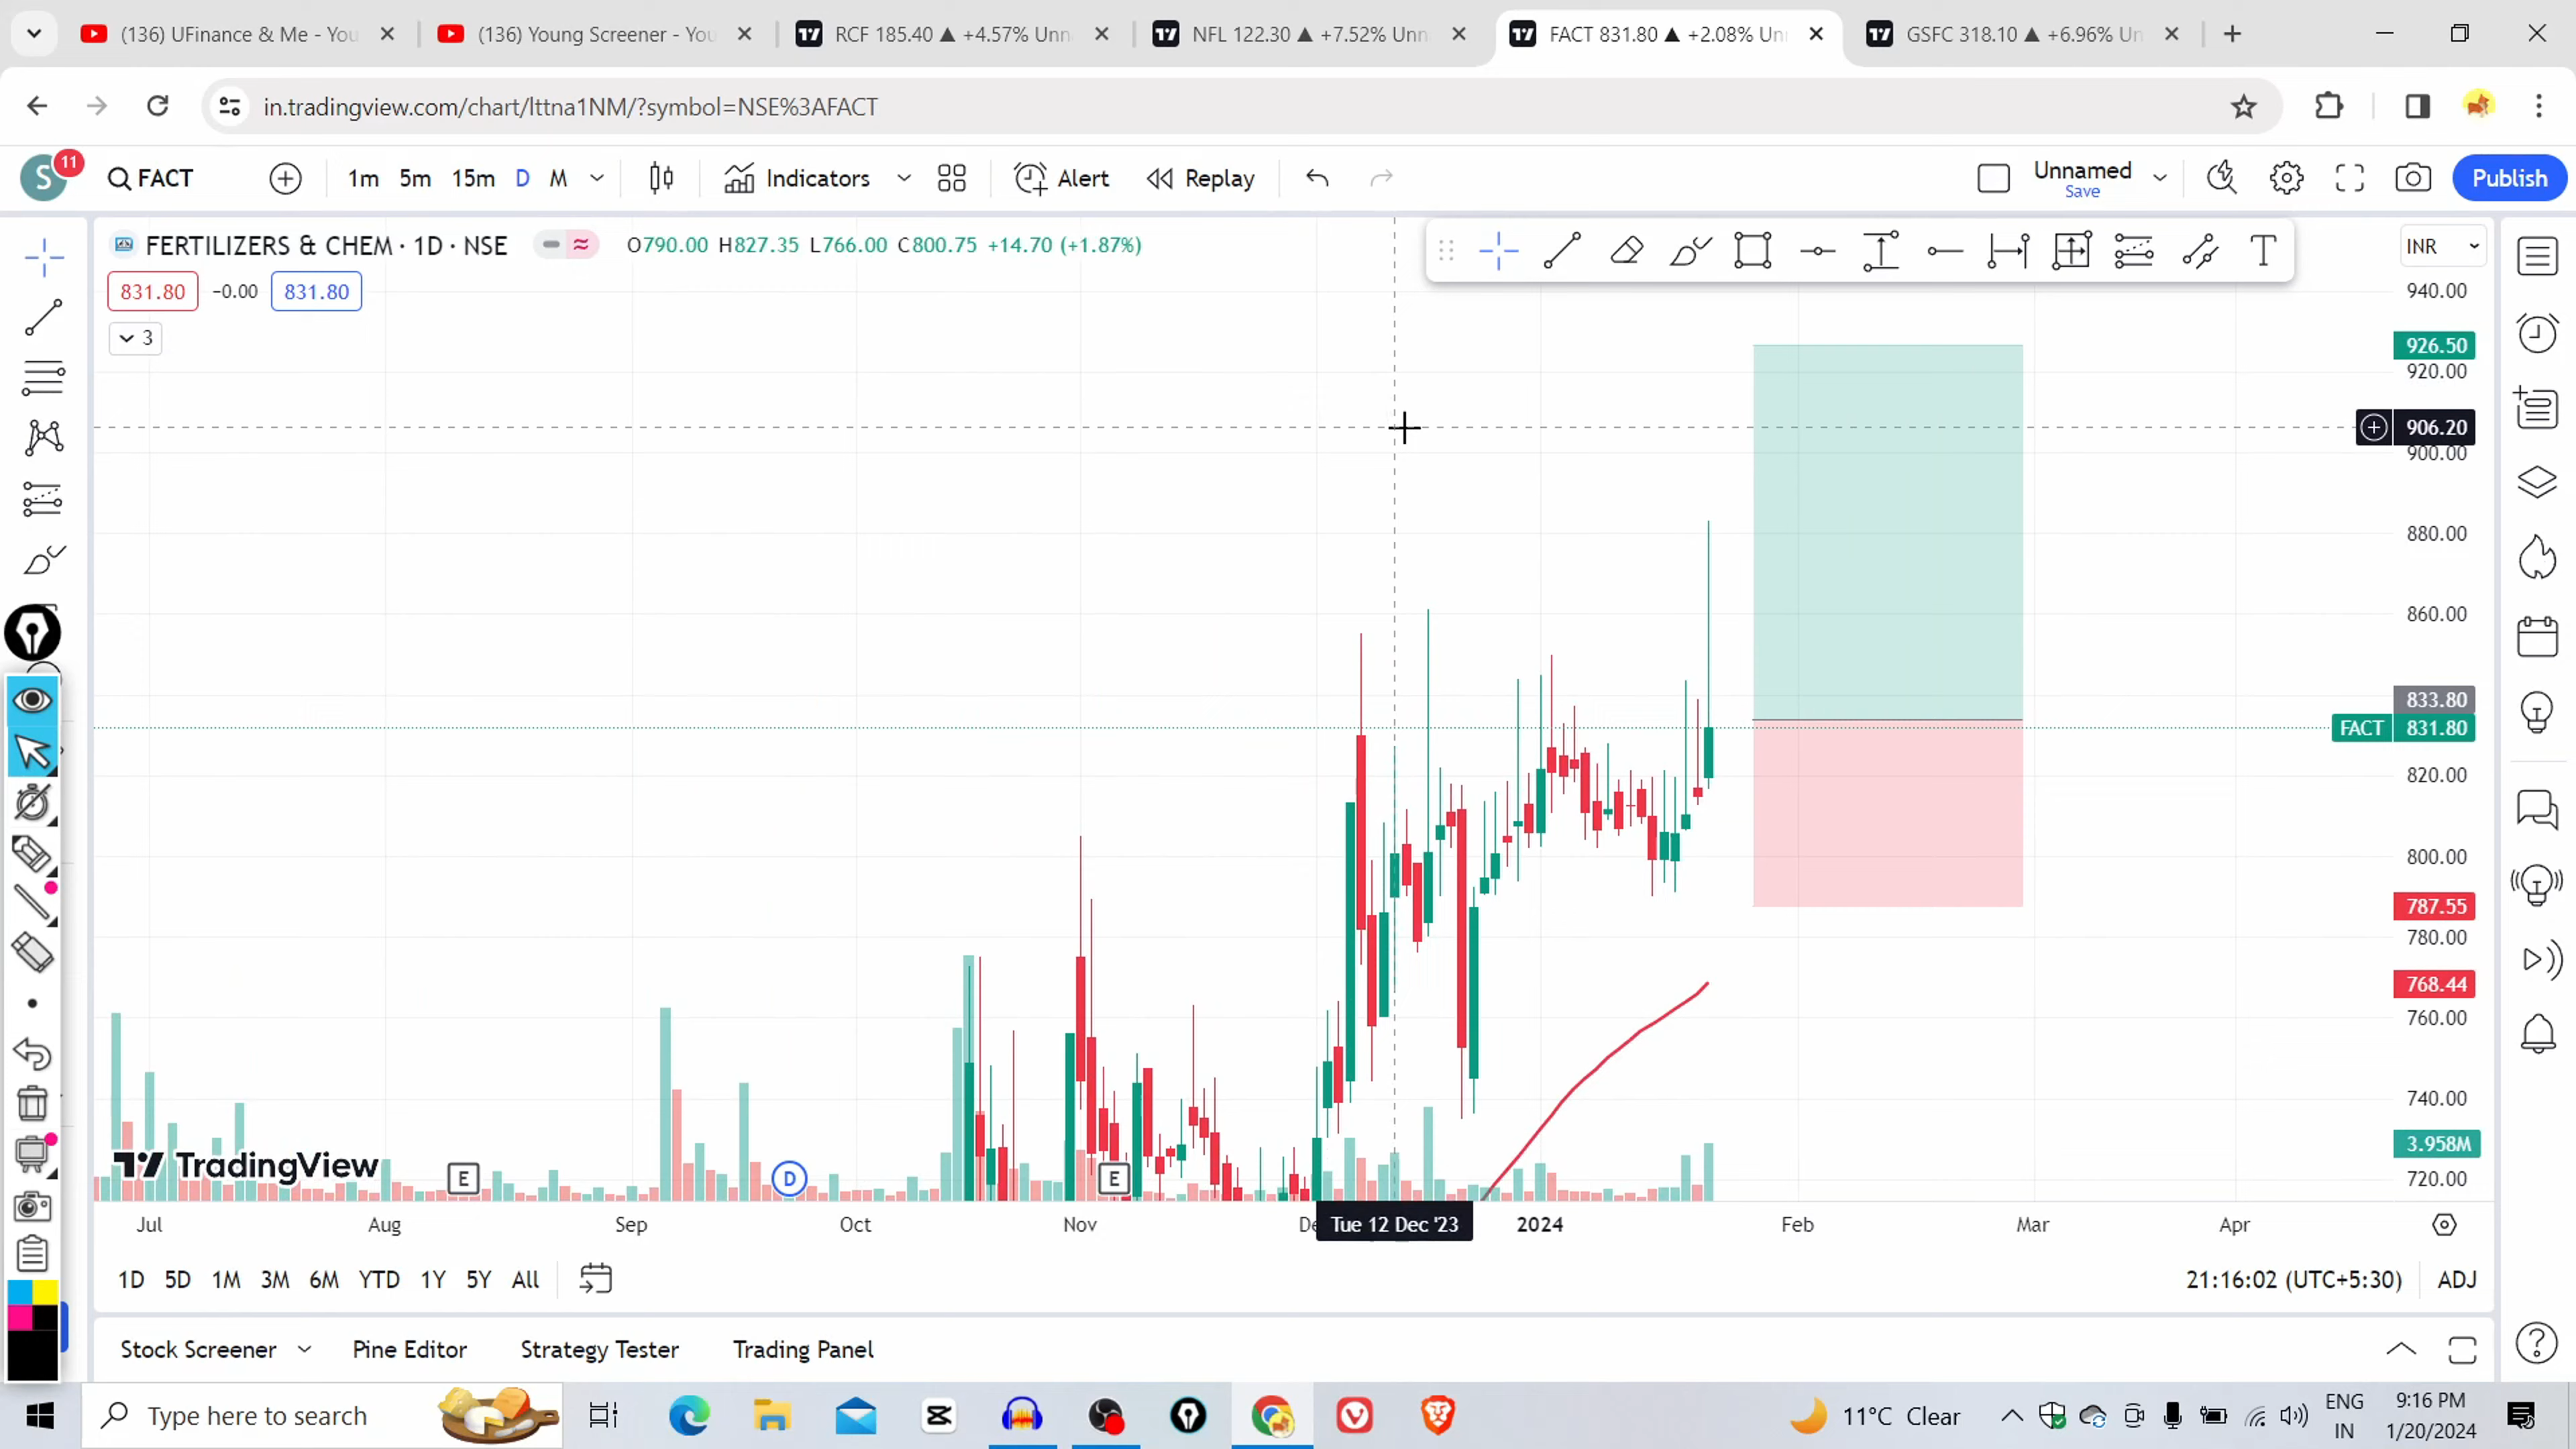 (136) UFinance & Me - You
(136) Young Screener - You
RCF 185.40 ▲ +4.57% Unn
NFL 122.30 ▲ +7.52% Unn
FACT 831.80 ▲ +2.08% Un
GSFC 318.10 ▲ +6.96% Un
in.tradingview.com/chart/lttna1NM/?symbol=NSE%3AFACT
S 11
FACT
1m 5m 15m D M
Indicators
Alert
Replay
Unnamed
Save
Publish
FERTILIZERS & CHEM · 1D · NSE
O790.00 H827.35 L766.00 C800.75 +14.70 (+1.87%)
INR
831.80 −0.00 831.80
3
940.00
926.50
920.00
906.20
900.00
880.00
860.00
833.80
FACT 831.80
820.00
800.00
787.55
780.00
768.44
760.00
740.00
3.958M
720.00
TradingView
E
D
E
Jul
Aug
Sep
Oct
Nov
Tue 12 Dec '23
2024
Feb
Mar
Apr
1D 5D 1M 3M 6M YTD 1Y 5Y All
21:16:02 (UTC+5:30)
ADJ
Stock Screener
Pine Editor
Strategy Tester
Trading Panel
Type here to search
11°C Clear
ENG
IN
9:16 PM
1/20/2024